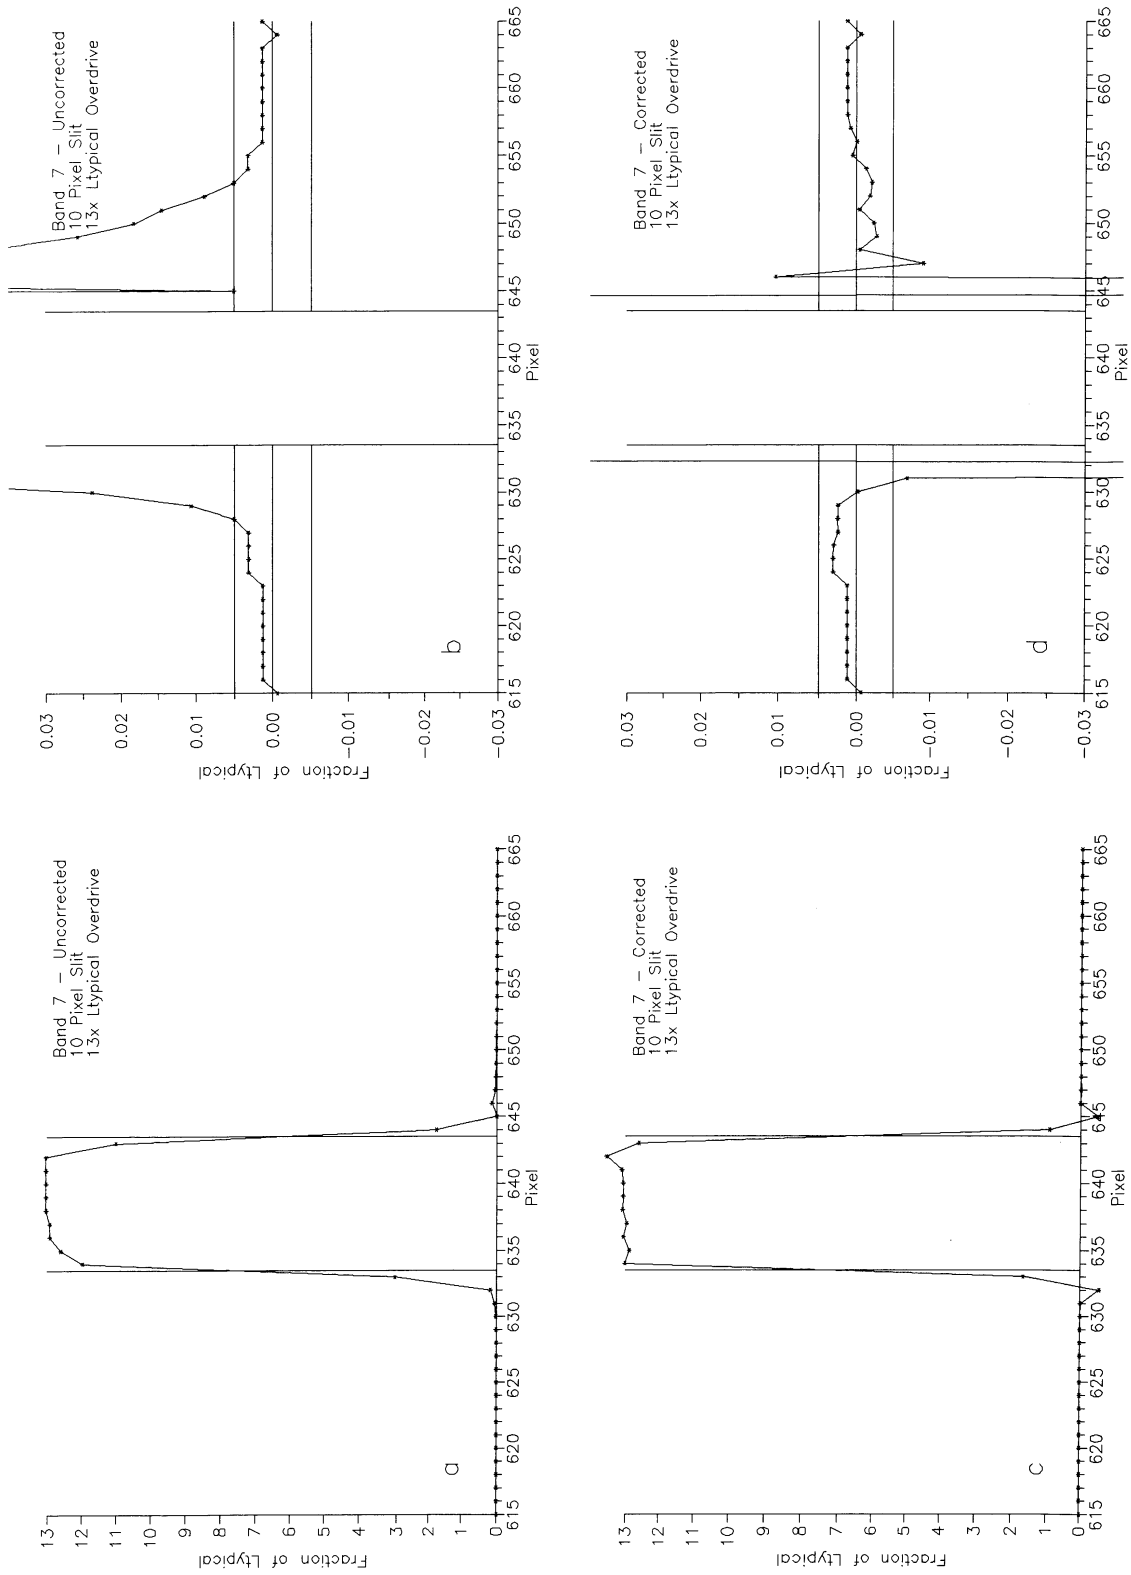 Band 7 - Uncorrected
10 Pixel Slit
13x Ltypical Overdrive
Fraction of Ltypical
13
12
11
10
9
8
7
6
5
4
3
2
1
0
a
615 620 625 630 635 640 645 650 655 660 665
Pixel
Band 7 - Uncorrected
10 Pixel Slit
13x Ltypical Overdrive
Fraction of Ltypical
0.03
0.02
0.01
0.00
-0.01
-0.02
-0.03
b
615 620 625 630 635 640 645 650 655 660 665
Pixel
Band 7 - Corrected
10 Pixel Slit
13x Ltypical Overdrive
Fraction of Ltypical
13
12
11
10
9
8
7
6
5
4
3
2
1
0
c
615 620 625 630 635 640 645 650 655 660 665
Pixel
Band 7 - Corrected
10 Pixel Slit
13x Ltypical Overdrive
Fraction of Ltypical
0.03
0.02
0.01
0.00
-0.01
-0.02
-0.03
d
615 620 625 630 635 640 645 650 655 660 665
Pixel